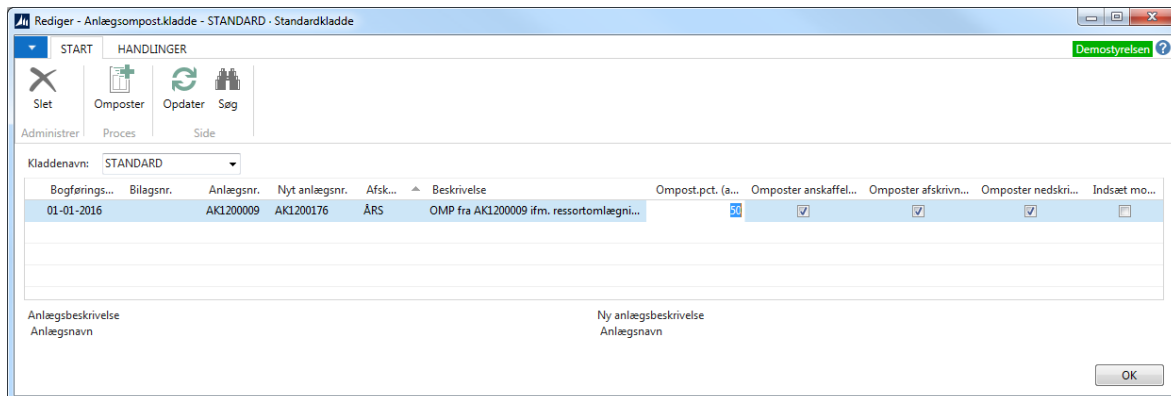 Rediger - Anlægsompost.kladde - STANDARD · Standardkladde
START HANDLINGER Demostyrelsen ?
Slet Omposter Opdater Søg
Administrer Proces Side
Kladdenavn: STANDARD
Bogførings... Bilagsnr. Anlægsnr. Nyt anlægsnr. Afsk... Beskrivelse Ompost.pct. (a... Omposter anskaffel... Omposter afskrivn... Omposter nedskri... Indsæt mo...
01-01-2016 AK1200009 AK1200176 ÅRS OMP fra AK1200009 ifm. ressortomlægni... 50
Anlægsbeskrivelse Ny anlægsbeskrivelse
Anlægsnavn Anlægsnavn
OK